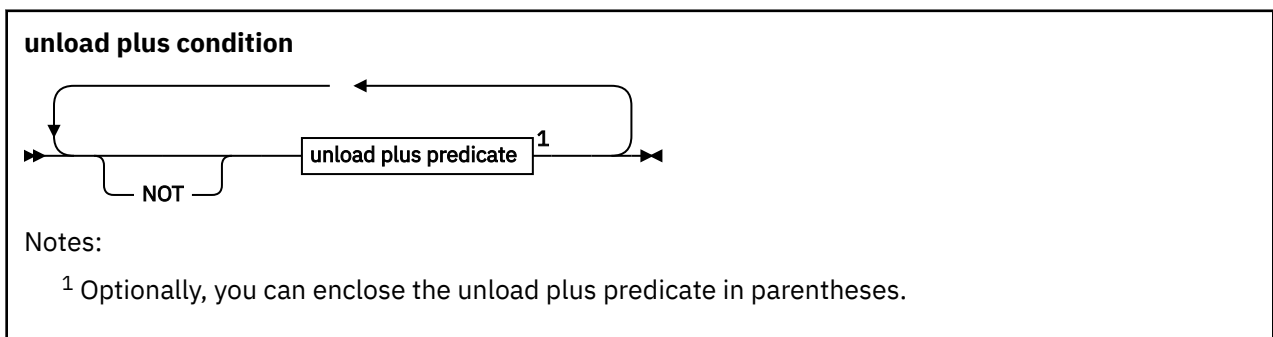 unload plus condition
unload plus predicate 1
NOT
Notes:
1 Optionally, you can enclose the unload plus predicate in parentheses.